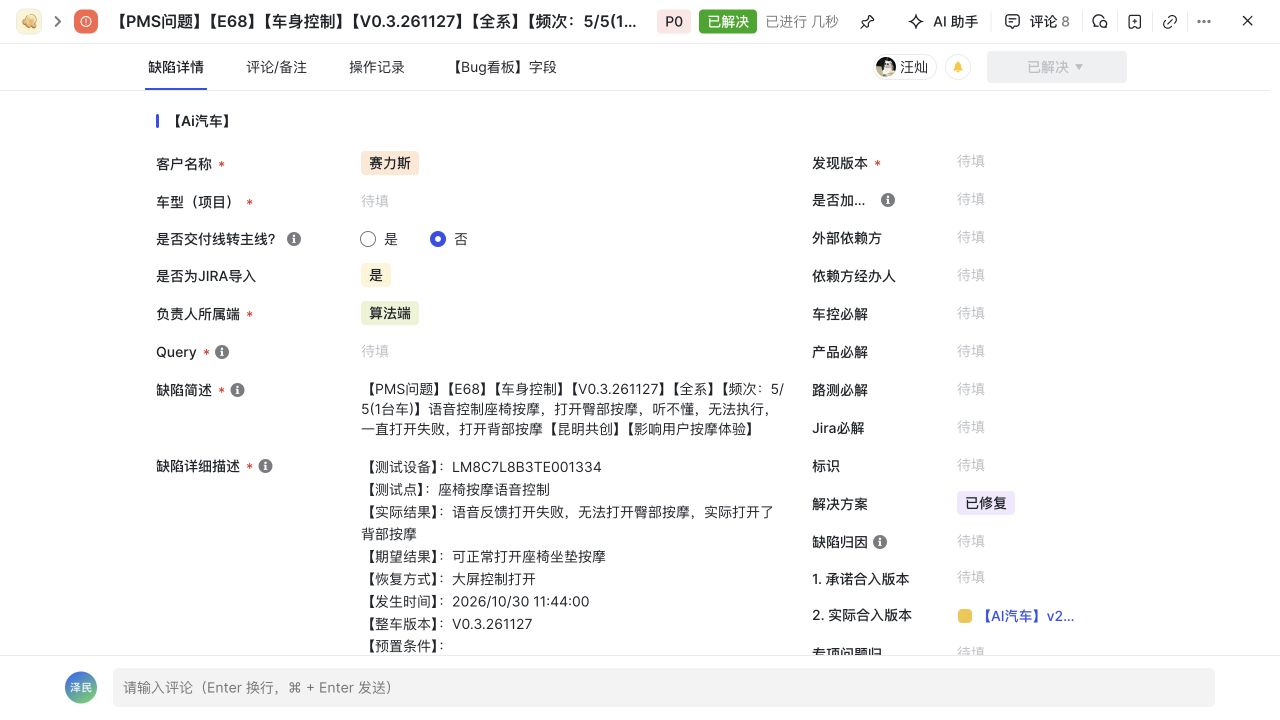 【PMS问题】【E68】【车身控制】【V0.3.261127】【全系】【频次：5/5(1...
P0
已解决
已进行 几秒
AI 助手
评论 8
缺陷详情
评论/备注
操作记录
【Bug看板】字段
汪灿
已解决
【Ai汽车】
客户名称 *
赛力斯
车型（项目） *
待填
是否交付线转主线?
是
否
是否为JIRA导入
是
负责人所属端 *
算法端
Query *
待填
缺陷简述 *
【PMS问题】【E68】【车身控制】【V0.3.261127】【全系】【频次：5/
5(1台车)】语音控制座椅按摩，打开臀部按摩，听不懂，无法执行，
一直打开失败，打开背部按摩【昆明共创】【影响用户按摩体验】
缺陷详细描述 *
【测试设备】：LM8C7L8B3TE001334
【测试点】：座椅按摩语音控制
【实际结果】：语音反馈打开失败，无法打开臀部按摩，实际打开了
背部按摩
【期望结果】：可正常打开座椅坐垫按摩
【恢复方式】：大屏控制打开
【发生时间】：2026/10/30 11:44:00
【整车版本】：V0.3.261127
【预置条件】：
发现版本 *
待填
是否加...
待填
外部依赖方
待填
依赖方经办人
待填
车控必解
待填
产品必解
待填
路测必解
待填
Jira必解
待填
标识
待填
解决方案
已修复
缺陷归因
待填
1. 承诺合入版本
待填
2. 实际合入版本
【AI汽车】v2...
专项问题归
待填
泽民
请输入评论（Enter 换行，⌘ + Enter 发送）